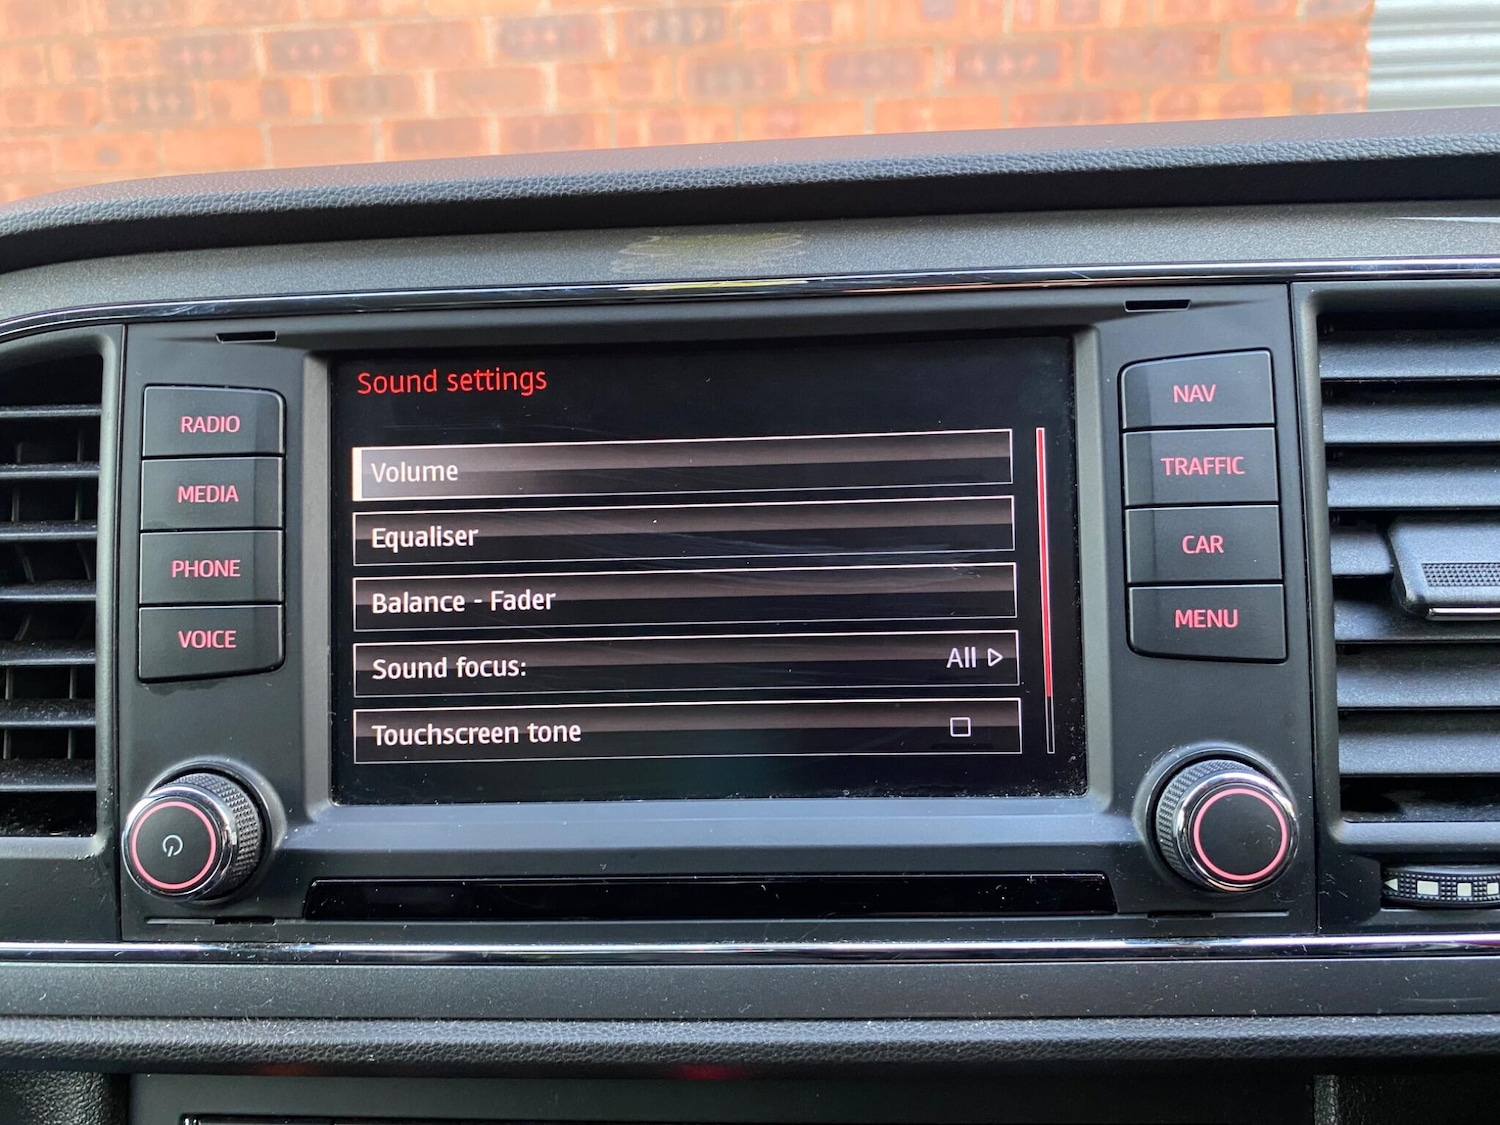 Sound settings
Volume
Equaliser
Balance - Fader
Sound focus: All
Touchscreen tone
RADIO
MEDIA
PHONE
VOICE
NAV
TRAFFIC
CAR
MENU